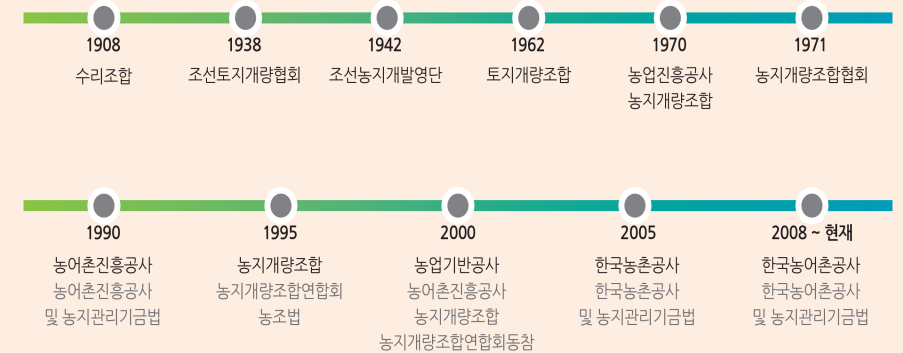 1908
수리조합
1938
조선토지개량협회
1942
조선농지개발영단
1962
토지개량조합
1970
농업진흥공사
농지개량조합
1971
농지개량조합협회
1990
농어촌진흥공사
농어촌진흥공사
및 농지관리기금법
1995
농지개량조합
농지개량조합연합회
농조법
2000
농업기반공사
농어촌진흥공사
농지개량조합
농지개량조합연합회동참
2005
한국농촌공사
한국농촌공사
및 농지관리기금법
2008 ~ 현재
한국농어촌공사
한국농어촌공사
및 농지관리기금법